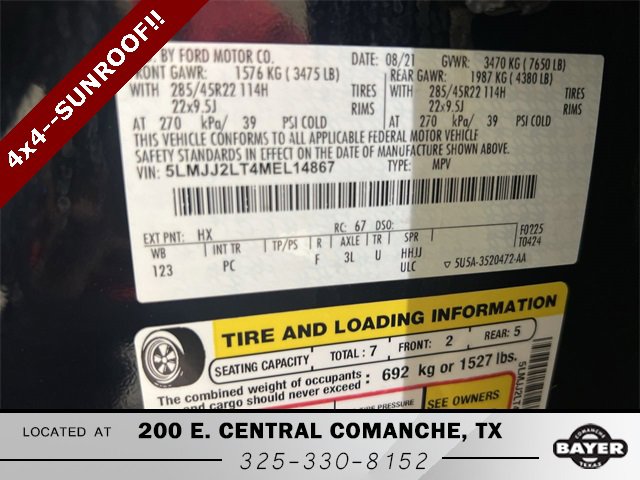 4x4--SUNROOF!!
BY FORD MOTOR CO.
DATE: 08/21 GVWR: 3470 KG ( 7650 LB)
FRONT GAWR: 1576 KG ( 3475 LB) REAR GAWR: 1987 KG ( 4380 LB)
WITH 285/45R22 114H TIRES WITH 285/45R22 114H TIRES
22x9.5J RIMS 22x9.5J RIMS
AT 270 kPa/ 39 PSI COLD AT 270 kPa/ 39 PSI COLD
THIS VEHICLE CONFORMS TO ALL APPLICABLE FEDERAL MOTOR VEHICLE
SAFETY STANDARDS IN EFFECT ON THE DATE OF MANUFACTURE SHOWN ABOVE.
VIN: 5LMJJ2LT4MEL14867 TYPE: MPV
EXT PNT: HX RC: 67 DSO: F0225
WB INT TR TP/PS R AXLE TR SPR T0424
123 PC F 3L U HHJJ
ULC ▽ 5U5A-3520472-AA
TIRE AND LOADING INFORMATION
SEATING CAPACITY TOTAL : 7 FRONT: 2 REAR: 5
The combined weight of occupants
and cargo should never exceed : 692 kg or 1527 lbs.
PRESSURE SEE OWNERS
LOCATED AT 200 E. CENTRAL COMANCHE, TX
325-330-8152
COMANCHE
BAYER
TEXAS